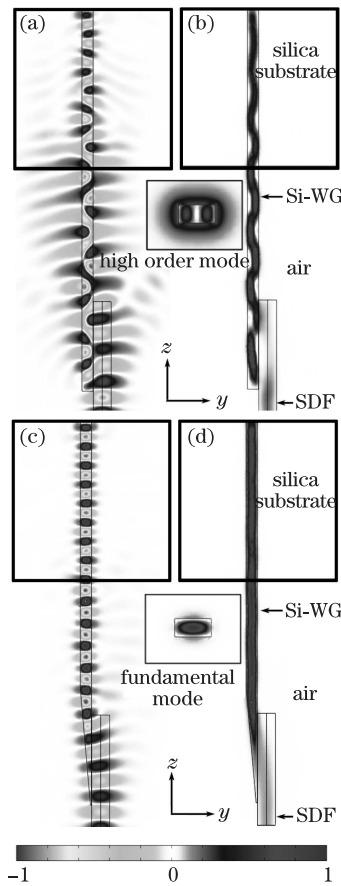 (a)
(b)
silica
substrate
Si-WG
high order mode
air
z
y
SDF
(c)
(d)
silica
substrate
Si-WG
fundamental
mode
air
z
y
SDF
−1
0
1